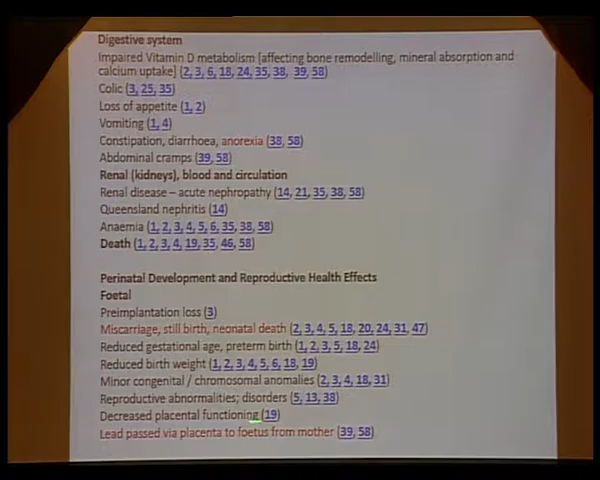 Digestive system
Impaired Vitamin D metabolism [affecting bone remodelling, mineral absorption and
calcium uptake] (2, 3, 6, 18, 24, 35, 38, 39, 58)
Colic (3, 25, 35)
Loss of appetite (1, 2)
Vomiting (1, 4)
Constipation, diarrhoea, anorexia (38, 58)
Abdominal cramps (39, 58)
Renal (kidneys), blood and circulation
Renal disease – acute nephropathy (14, 21, 35, 38, 58)
Queensland nephritis (14)
Anaemia (1, 2, 3, 4, 5, 6, 35, 38, 58)
Death (1, 2, 3, 4, 19, 35, 46, 58)
Perinatal Development and Reproductive Health Effects
Foetal
Preimplantation loss (3)
Miscarriage, still birth, neonatal death (2, 3, 4, 5, 18, 20, 24, 31, 47)
Reduced gestational age, preterm birth (1, 2, 3, 5, 18, 24)
Reduced birth weight (1, 2, 3, 4, 5, 6, 18, 19)
Minor congenital / chromosomal anomalies (2, 3, 4, 18, 31)
Reproductive abnormalities; disorders (5, 13, 38)
Decreased placental functioning (19)
Lead passed via placenta to foetus from mother (39, 58)